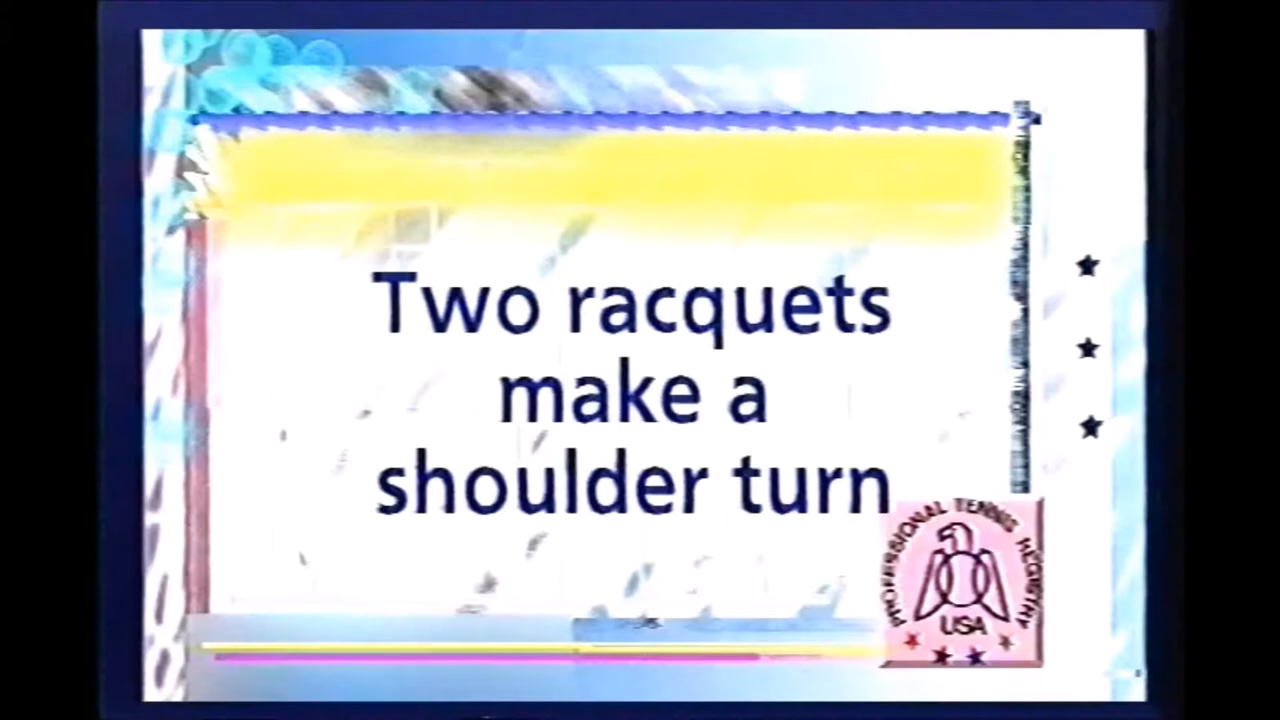 Two racquets
make a
shoulder turn
PROFESSIONAL TENNIS REGISTRY
USA